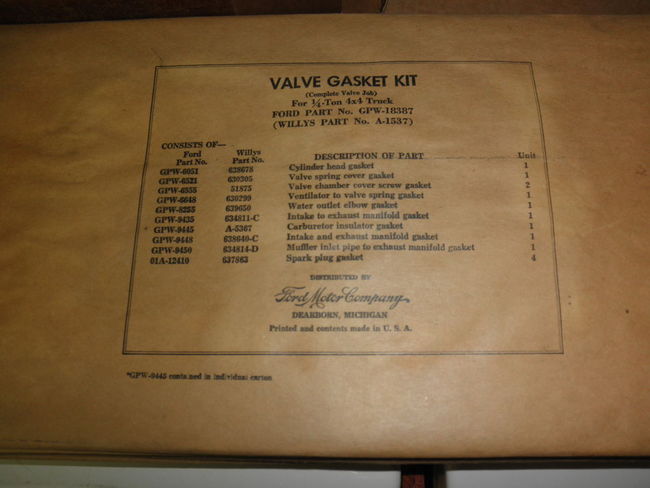 VALVE GASKET KIT
(Complete Valve Job)
For ¼-Ton 4x4 Truck
FORD PART No. GPW-18387
(WILLYS PART No. A-1537)
CONSISTS OF—
Ford Part No. Willys Part No. DESCRIPTION OF PART Unit
GPW-6051 638678 Cylinder head gasket 1
GPW-6521 630305 Valve spring cover gasket 1
GPW-6555 51875 Valve chamber cover screw gasket 2
GPW-6648 630299 Ventilator to valve spring gasket 1
GPW-8255 639650 Water outlet elbow gasket 1
GPW-9435 634811-C Intake to exhaust manifold gasket 1
GPW-9445 A-5367 Carburetor insulator gasket 1
GPW-9448 638640-C Intake and exhaust manifold gasket 1
GPW-9450 634814-D Muffler inlet pipe to exhaust manifold gasket 1
01A-12410 637863 Spark plug gasket 4
DISTRIBUTED BY
Ford Motor Company
DEARBORN, MICHIGAN
Printed and contents made in U. S. A.
*GPW-9445 contained in individual carton